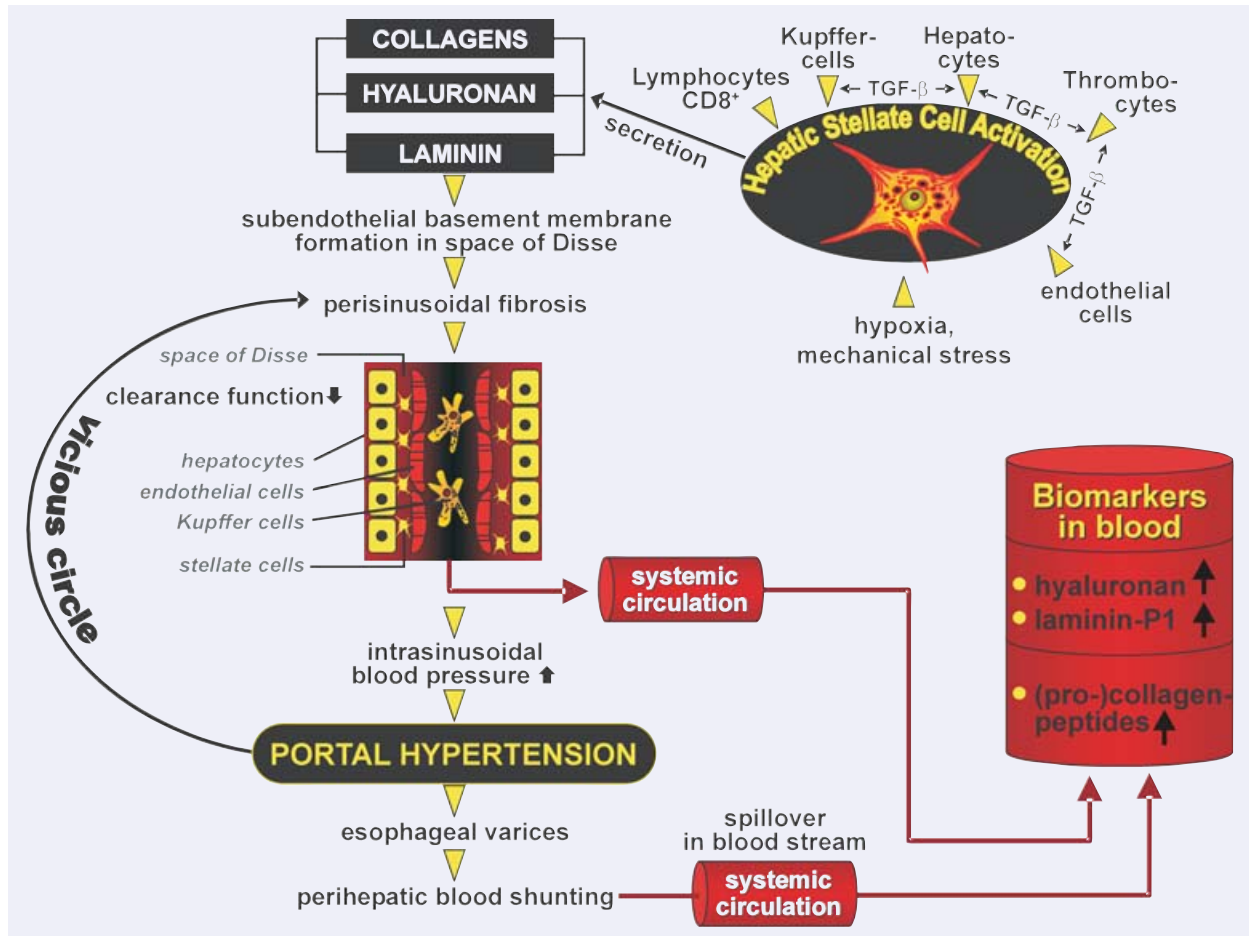 COLLAGENS
HYALURONAN
LAMININ
secretion
Kupffer-
cells
Hepato-
cytes
Lymphocytes
CD8+
Thrombo-
cytes
TGF-β
TGF-β
TGF-β
Hepatic Stellate Cell Activation
endothelial
cells
hypoxia,
mechanical stress
subendothelial basement membrane
formation in space of Disse
perisinusoidal fibrosis
space of Disse
clearance function
hepatocytes
endothelial cells
Kupffer cells
stellate cells
vicious circle
systemic
circulation
intrasinusoidal
blood pressure
PORTAL HYPERTENSION
esophageal varices
perihepatic blood shunting
spillover
in blood stream
systemic
circulation
Biomarkers
in blood
hyaluronan
laminin-P1
(pro-)collagen-
peptides